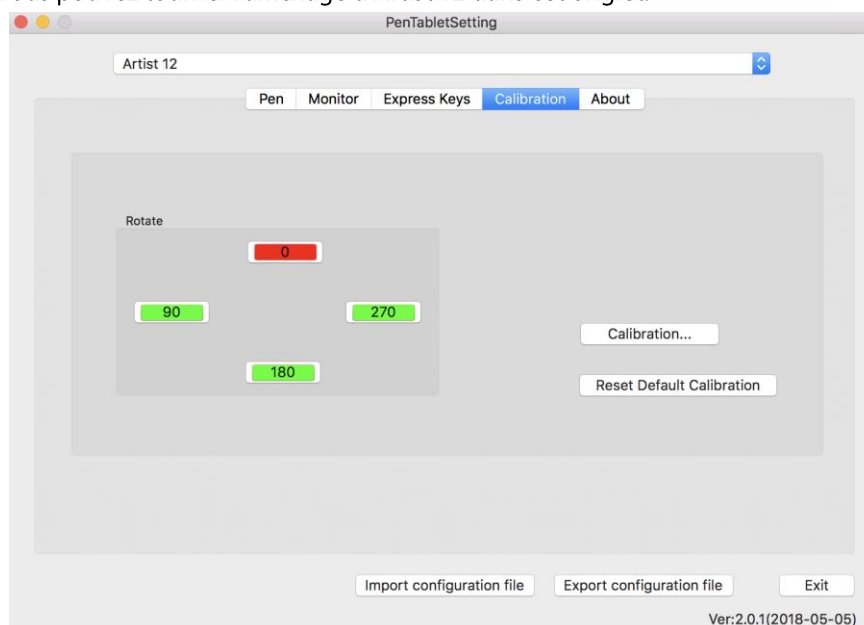 PenTabletSetting
Artist 12
Pen Monitor Express Keys Calibration About
Rotate
0
90 270
180
Calibration...
Reset Default Calibration
Import configuration file Export configuration file Exit
Ver:2.0.1(2018-05-05)